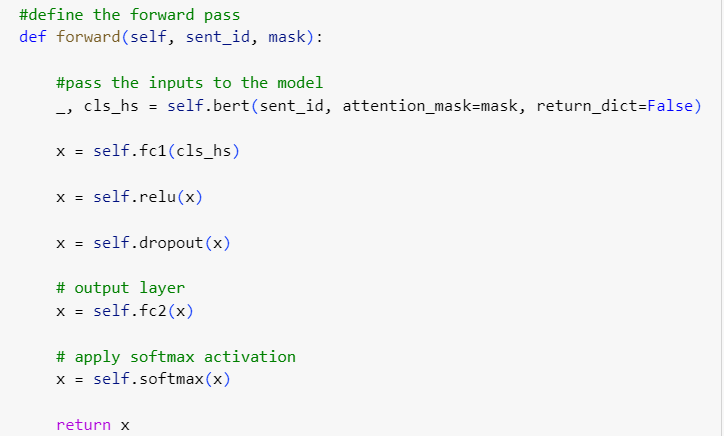 #define the forward pass
def forward(self, sent_id, mask):
#pass the inputs to the model
_, cls_hs = self.bert(sent_id, attention_mask=mask, return_dict=False)
x = self.fc1(cls_hs)
x = self.relu(x)
x = self.dropout(x)
# output layer
x = self.fc2(x)
# apply softmax activation
x = self.softmax(x)
return x